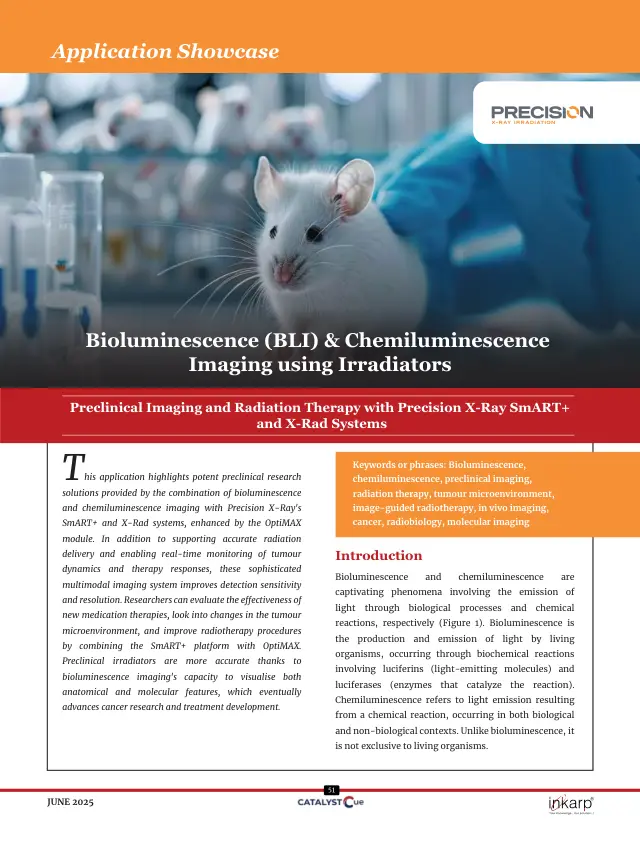 Application Showcase
PRECISION
X-RAY IRRADIATION
Bioluminescence (BLI) & Chemiluminescence
Imaging using Irradiators
Preclinical Imaging and Radiation Therapy with Precision X-Ray SmART+
and X-Rad Systems
This application highlights potent preclinical research
solutions provided by the combination of bioluminescence
and chemiluminescence imaging with Precision X-Ray's
SmART+ and X-Rad systems, enhanced by the OptiMAX
module. In addition to supporting accurate radiation
delivery and enabling real-time monitoring of tumour
dynamics and therapy responses, these sophisticated
multimodal imaging system improves detection sensitivity
and resolution. Researchers can evaluate the effectiveness of
new medication therapies, look into changes in the tumour
microenvironment, and improve radiotherapy procedures
by combining the SmART+ platform with OptiMAX.
Preclinical irradiators are more accurate thanks to
bioluminescence imaging's capacity to visualise both
anatomical and molecular features, which eventually
advances cancer research and treatment development.
Keywords or phrases: Bioluminescence,
chemiluminescence, preclinical imaging,
radiation therapy, tumour microenvironment,
image-guided radiotherapy, in vivo imaging,
cancer, radiobiology, molecular imaging
Introduction
Bioluminescence and chemiluminescence are
captivating phenomena involving the emission of
light through biological processes and chemical
reactions, respectively (Figure 1). Bioluminescence is
the production and emission of light by living
organisms, occurring through biochemical reactions
involving luciferins (light-emitting molecules) and
luciferases (enzymes that catalyze the reaction).
Chemiluminescence refers to light emission resulting
from a chemical reaction, occurring in both biological
and non-biological contexts. Unlike bioluminescence, it
is not exclusive to living organisms.
51
JUNE 2025
CATALYST Cue
inkarp®